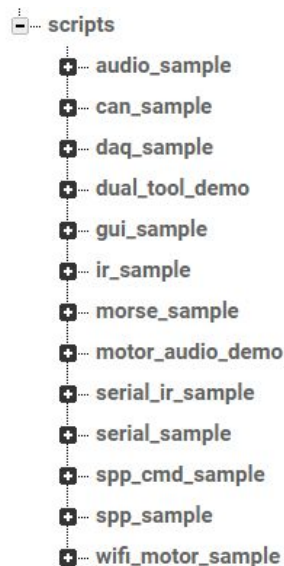 scripts
audio_sample
can_sample
daq_sample
dual_tool_demo
gui_sample
ir_sample
morse_sample
motor_audio_demo
serial_ir_sample
serial_sample
spp_cmd_sample
spp_sample
wifi_motor_sample